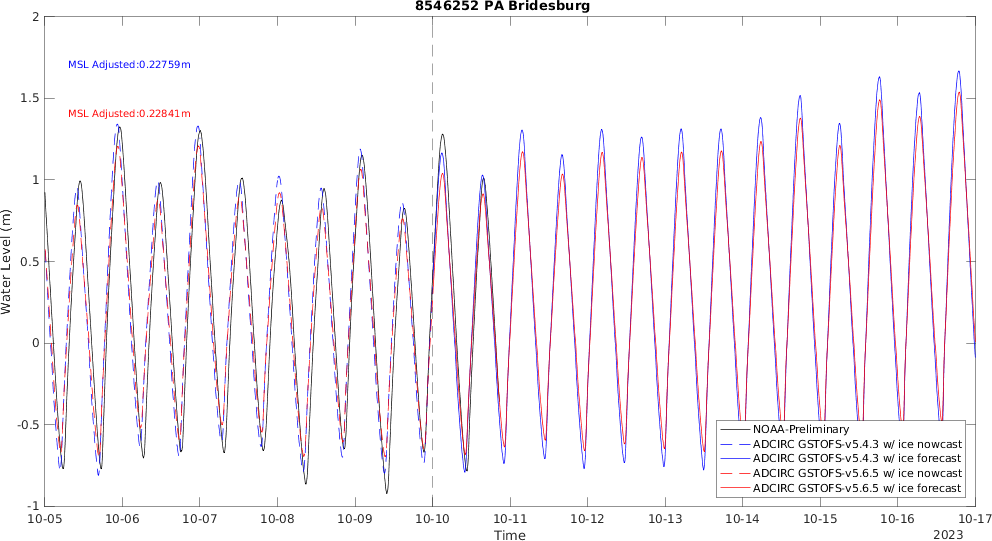 8546252 PA Bridesburg
MSL Adjusted:0.22759m
MSL Adjusted:0.22841m
Water Level (m)
2
1.5
1
0.5
0
-0.5
-1
NOAA-Preliminary
ADCIRC GSTOFS-v5.4.3 w/ ice nowcast
ADCIRC GSTOFS-v5.4.3 w/ ice forecast
ADCIRC GSTOFS-v5.6.5 w/ ice nowcast
ADCIRC GSTOFS-v5.6.5 w/ ice forecast
10-05 10-06 10-07 10-08 10-09 10-10 10-11 10-12 10-13 10-14 10-15 10-16 10-17
Time
2023